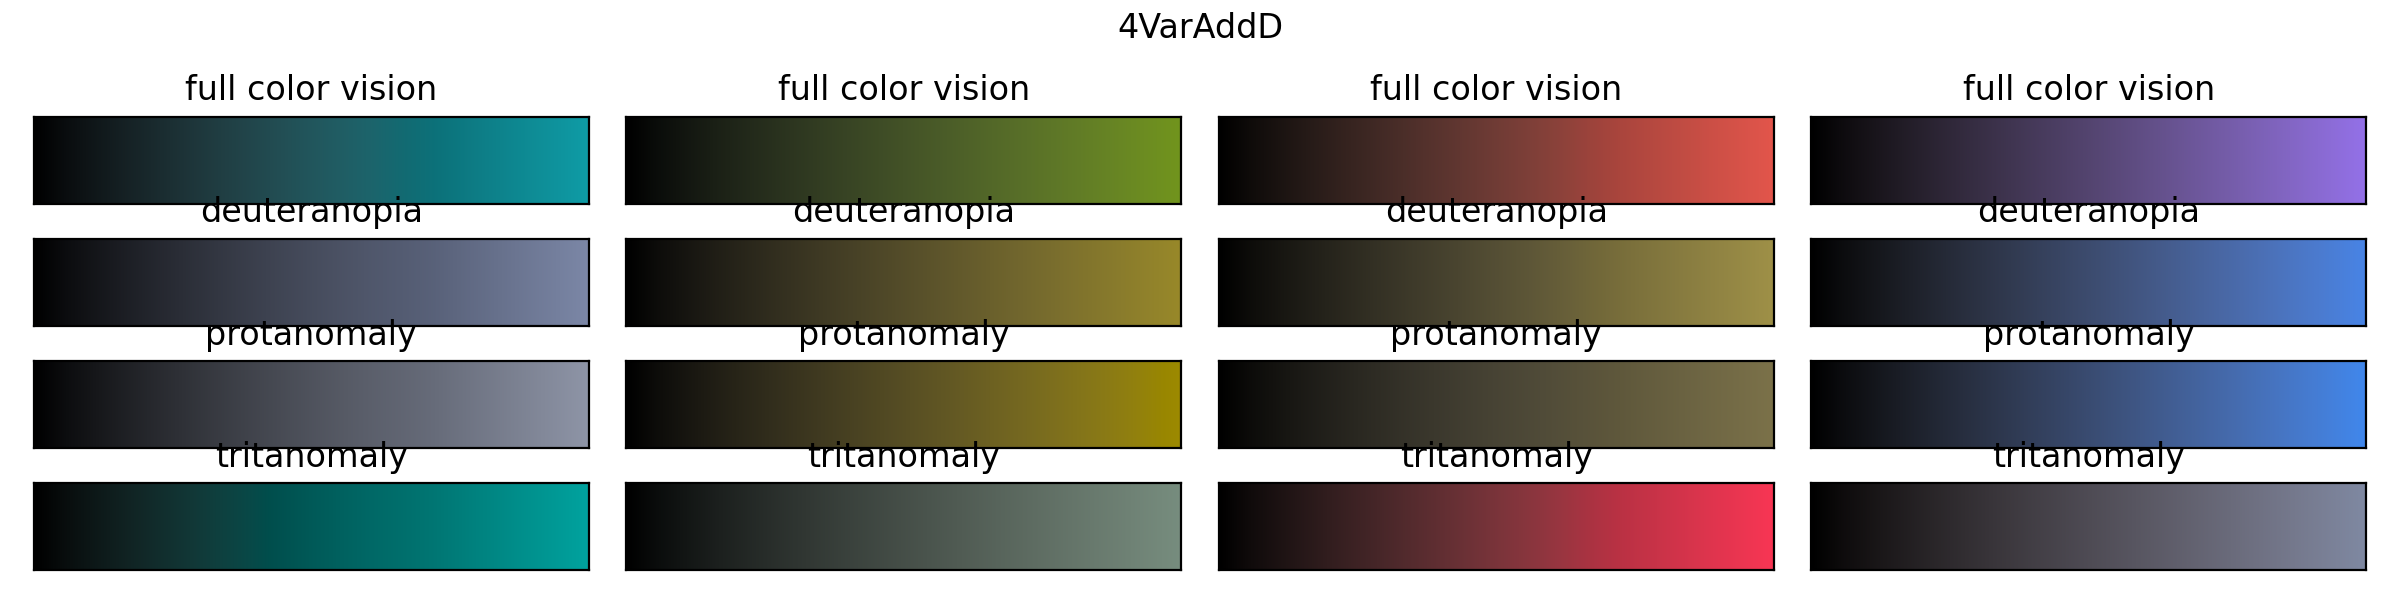 4VarAddD
full color vision full color vision full color vision full color vision
deuteranopia deuteranopia deuteranopia deuteranopia
protanomaly protanomaly protanomaly protanomaly
tritanomaly tritanomaly tritanomaly tritanomaly